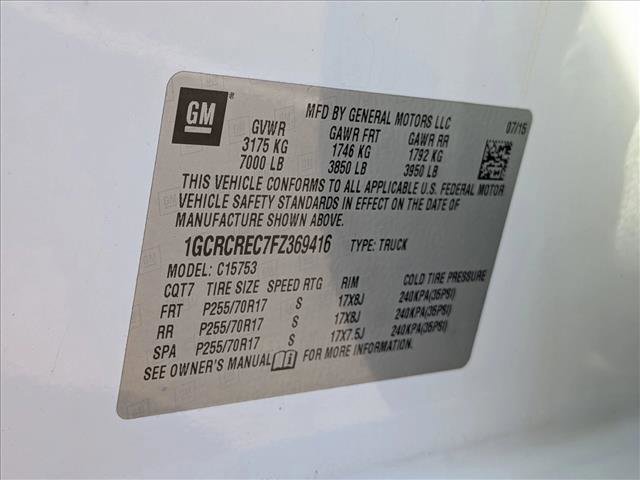 GM
MFD BY GENERAL MOTORS LLC 07/15
GVWR GAWR FRT GAWR RR
3175 KG 1746 KG 1792 KG
7000 LB 3850 LB 3950 LB
THIS VEHICLE CONFORMS TO ALL APPLICABLE U.S. FEDERAL MOTOR
VEHICLE SAFETY STANDARDS IN EFFECT ON THE DATE OF
MANUFACTURE SHOWN ABOVE.
1GCRCREC7FZ369416 TYPE: TRUCK
MODEL: C15753
CQT7 TIRE SIZE SPEED RTG RIM COLD TIRE PRESSURE
FRT P255/70R17 S 17X8J 240KPA(35PSI)
RR P255/70R17 S 17X8J 240KPA(35PSI)
SPA P255/70R17 S 17X7.5J 240KPA(35PSI)
SEE OWNER'S MANUAL FOR MORE INFORMATION.